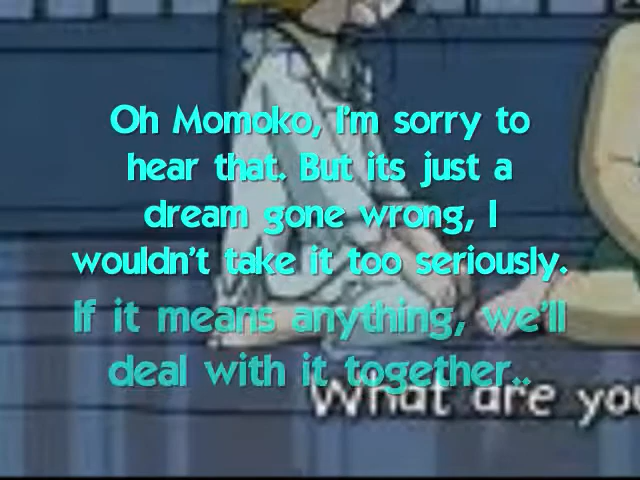 Oh Momoko, I'm sorry to
hear that. But its just a
dream gone wrong, I
wouldn't take it too seriously.
If it means anything, we'll
deal with it together..
What are you